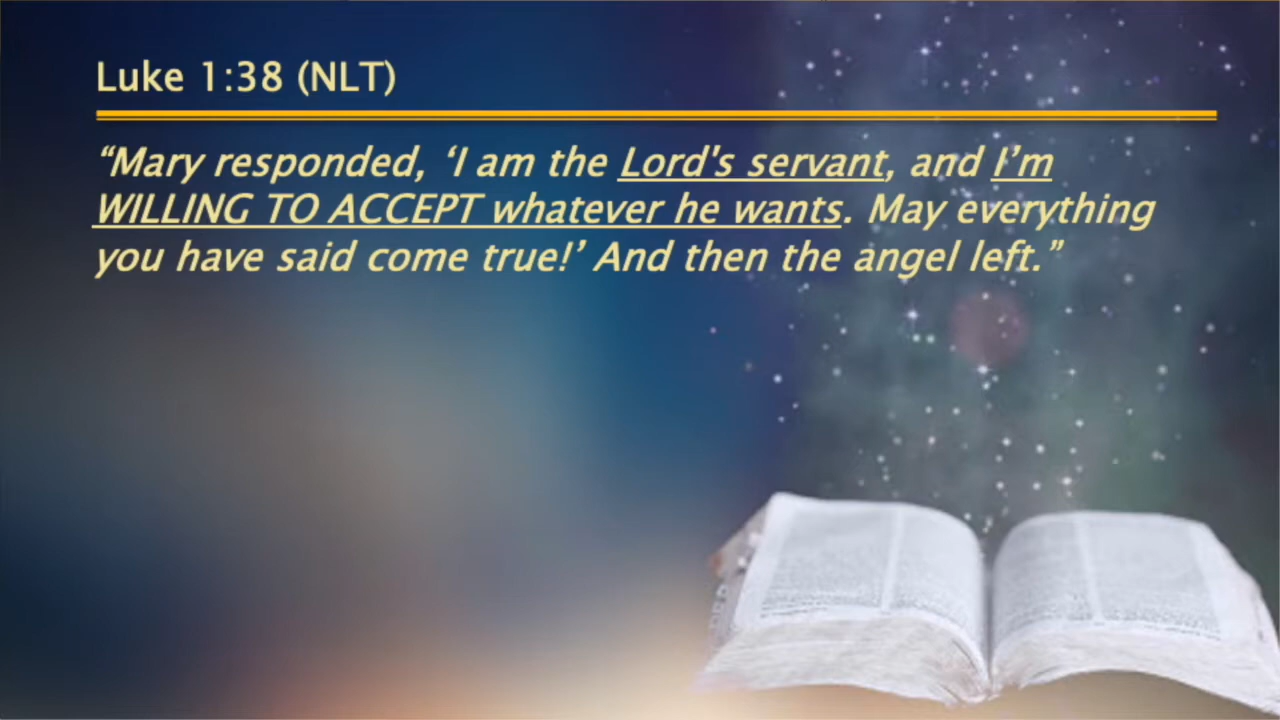 Luke 1:38 (NLT)
“Mary responded, ‘I am the Lord's servant, and I’m
WILLING TO ACCEPT whatever he wants. May everything
you have said come true!’ And then the angel left.”